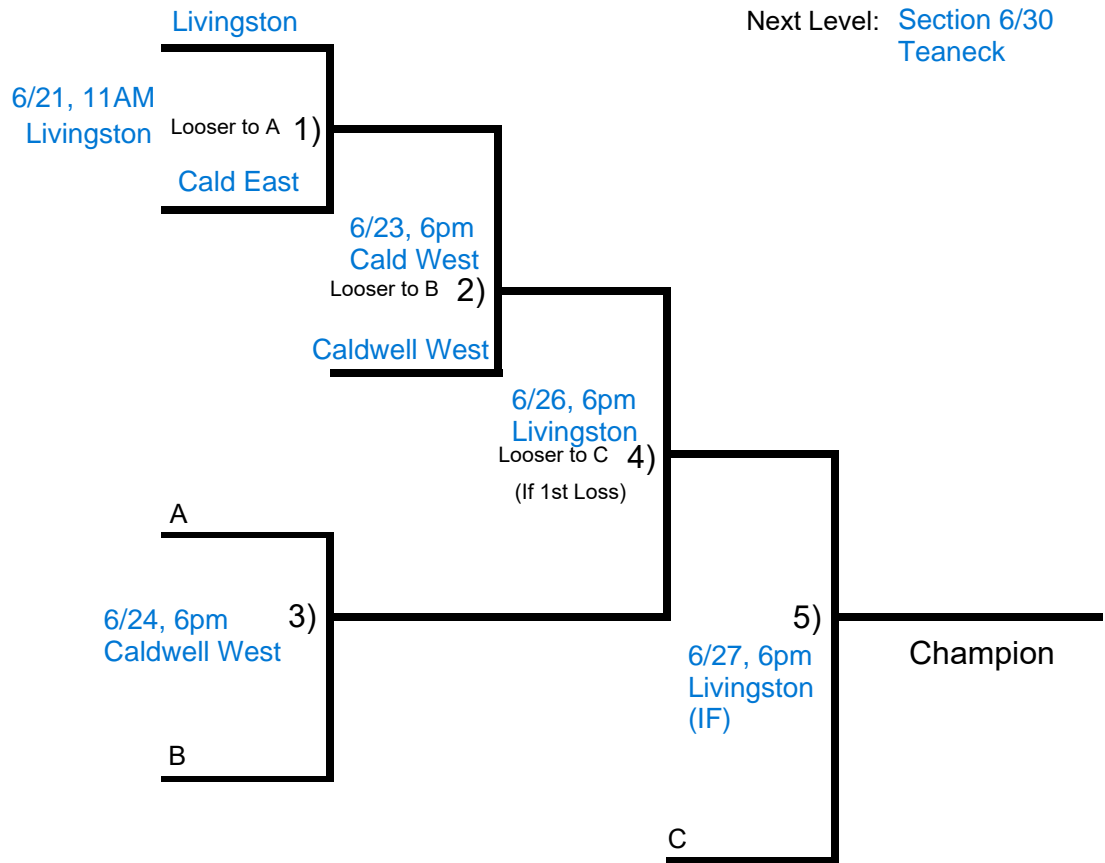 Livingston
Next Level: Section 6/30
Teaneck
6/21, 11AM
Livingston
Looser to A 1)
Cald East
6/23, 6pm
Cald West
Looser to B 2)
Caldwell West
6/26, 6pm
Livingston
Looser to C 4)
(If 1st Loss)
A
6/24, 6pm
Caldwell West
3)
B
5)
6/27, 6pm
Livingston
(IF)
Champion
C